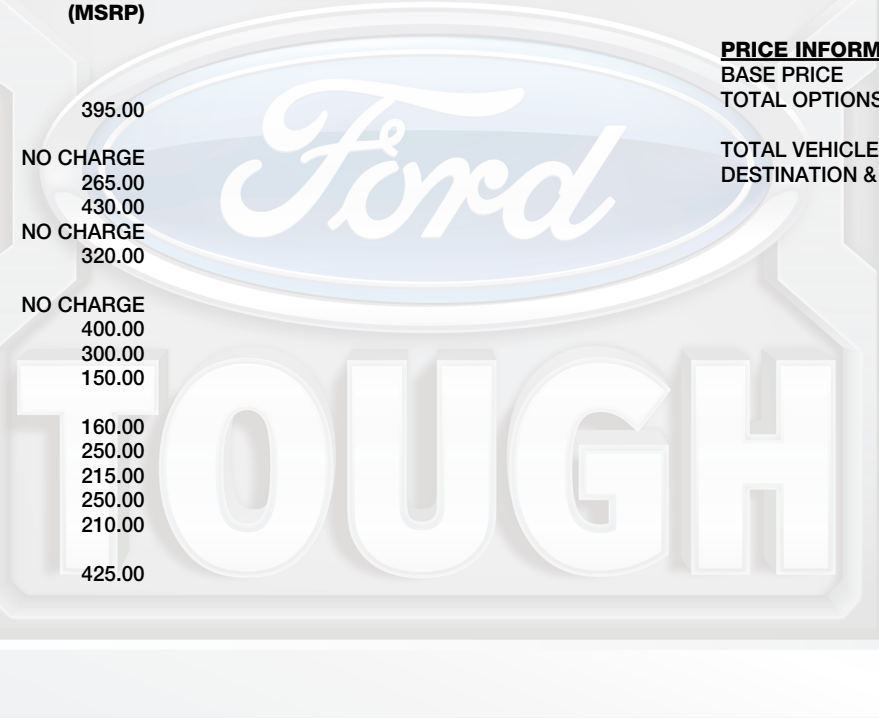 (MSRP)
395.00
NO CHARGE
265.00
430.00
NO CHARGE
320.00
NO CHARGE
400.00
300.00
150.00
160.00
250.00
215.00
250.00
210.00
425.00
PRICE INFORM
BASE PRICE
TOTAL OPTIONS
TOTAL VEHICLE
DESTINATION &
Ford
TOUGH